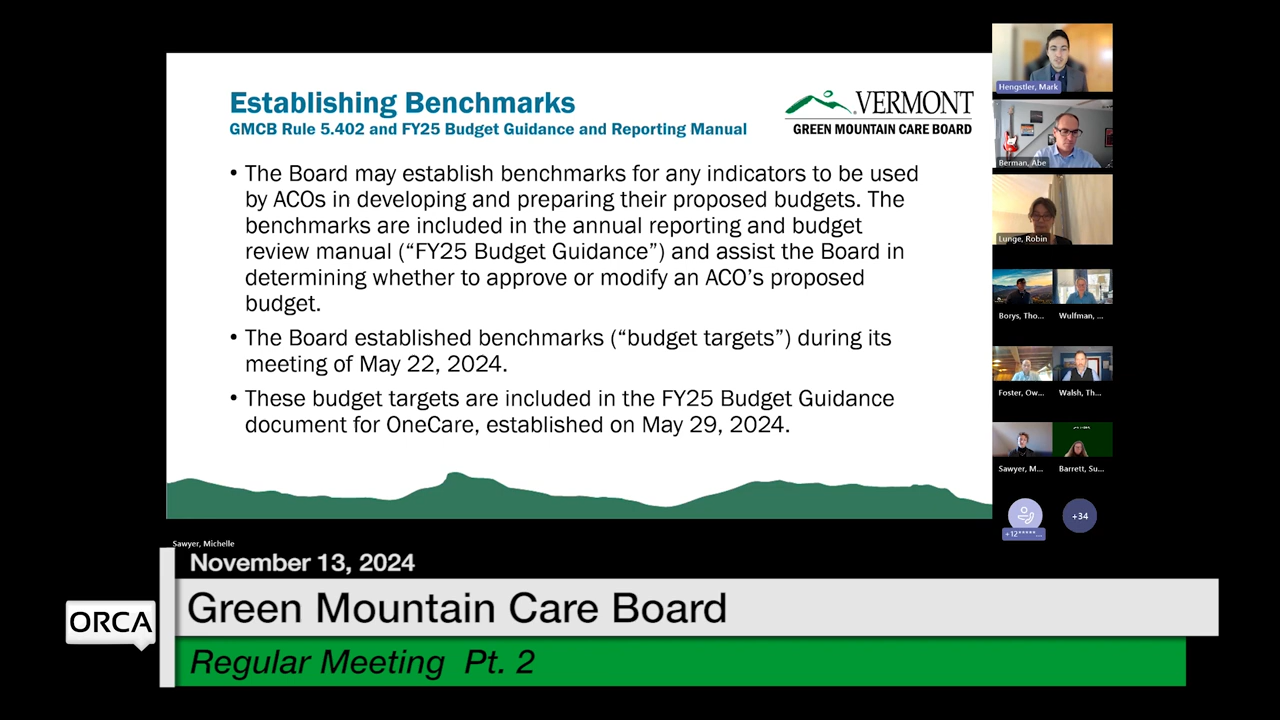 Establishing Benchmarks
GMCB Rule 5.402 and FY25 Budget Guidance and Reporting Manual
VERMONT
GREEN MOUNTAIN CARE BOARD
• The Board may establish benchmarks for any indicators to be used
by ACOs in developing and preparing their proposed budgets. The
benchmarks are included in the annual reporting and budget
review manual (“FY25 Budget Guidance”) and assist the Board in
determining whether to approve or modify an ACO’s proposed
budget.
• The Board established benchmarks (“budget targets”) during its
meeting of May 22, 2024.
• These budget targets are included in the FY25 Budget Guidance
document for OneCare, established on May 29, 2024.
Hengstler, Mark
Berman, Abe
Lunge, Robin
Borys, Tho...
Wulfman, ...
Foster, Ow...
Walsh, Th...
Sawyer, M...
Barrett, Su...
+12*****...
+34
Sawyer, Michelle
November 13, 2024
ORCA
Green Mountain Care Board
Regular Meeting Pt. 2